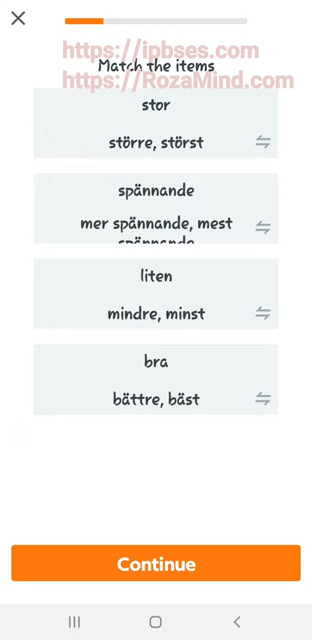 https://ipbses.com
Match the items
https://RozaMind.com
stor
större, störst
spännande
mer spännande, mest
spännande
liten
mindre, minst
bra
bättre, bäst
Continue